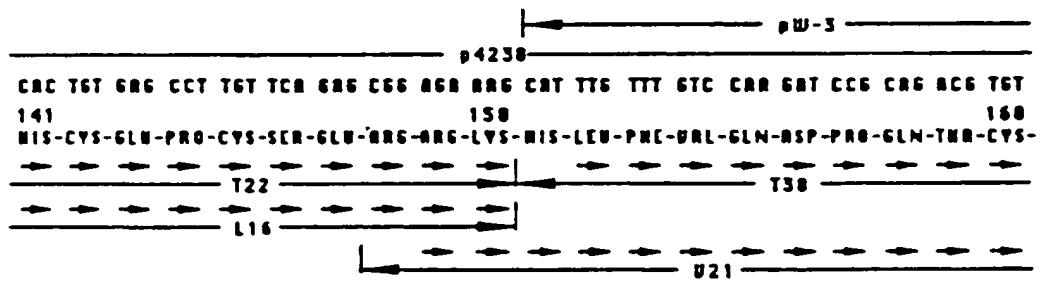 pW-3
p4238
CAC TGT GAG CCT TGT TCA GAG CGG AGA AAG CAT TTG TTT GTC CAA GAT CCG CAG ACG TGT
141 150 160
HIS-CYS-GLU-PRO-CYS-SER-GLU-ARG-ARG-LYS-HIS-LEU-PHE-VAL-GLN-ASP-PRO-GLN-THR-CYS-
T22 T38
L16
V21